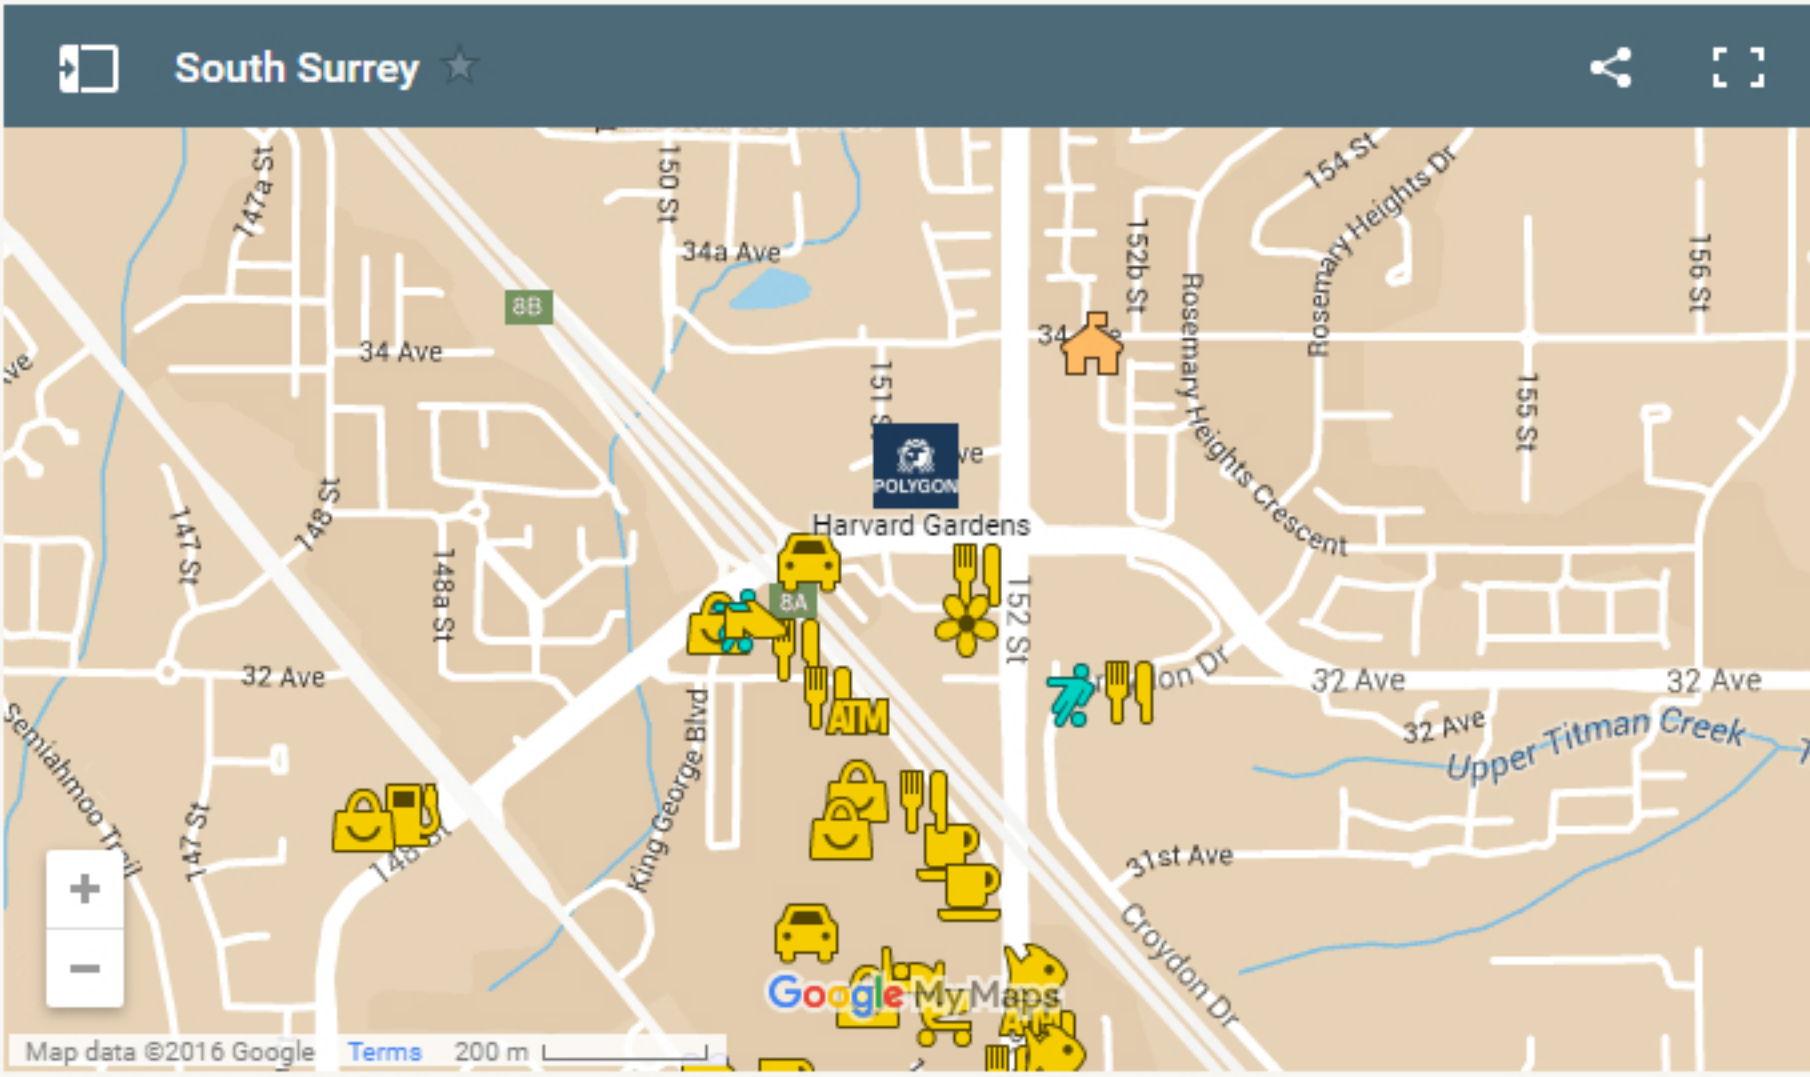 South Surrey
147a St
150 St
154 St
Rosemary Heights Dr
34a Ave
152b St
156 St
8B
34
34 Ave
151
Rosemary Heights Crescent
155 St
POLYGON
Harvard Gardens
147 St
148 St
148a St
8A
152 St
32 Ave
32 Ave
32 Ave
32 Ave
Upper Titman Creek
Semiahmoo Trail
King George Blvd
ATM
147 St
148 St
31st Ave
Croydon Dr
Google My Maps
ATM
+
−
Map data ©2016 Google
Terms
200 m